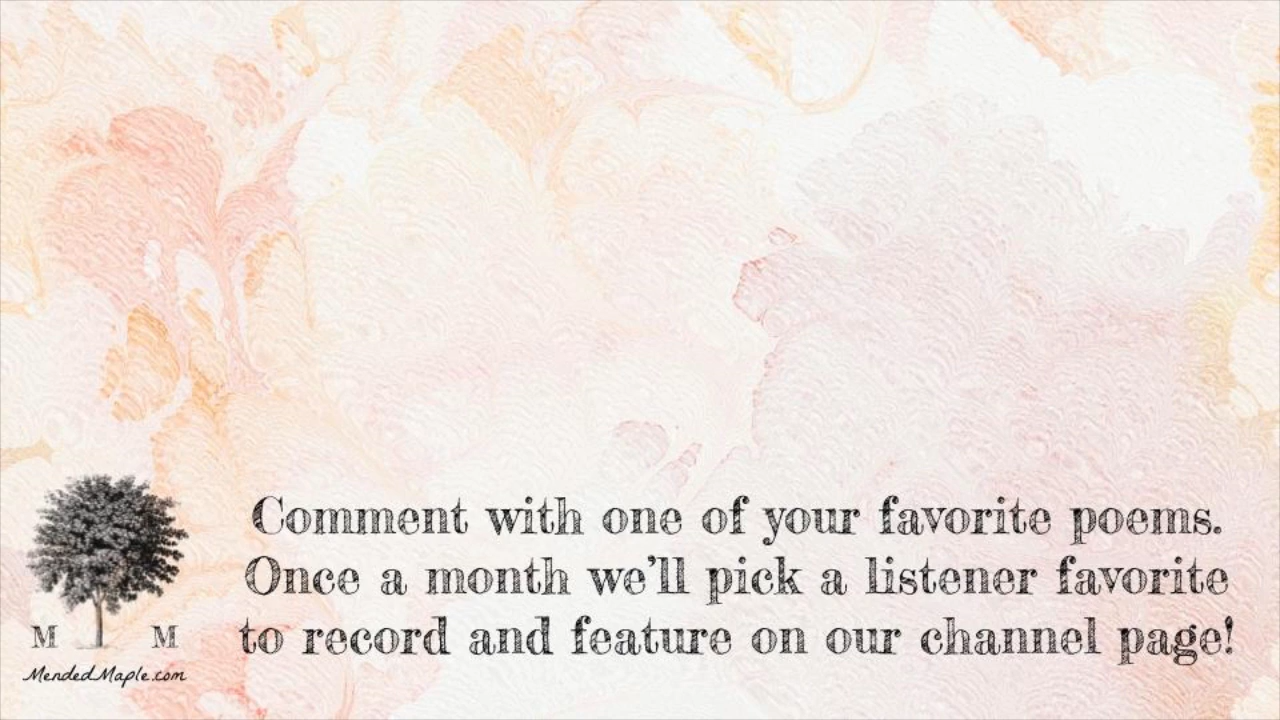 Comment with one of your favorite poems.
Once a month we'll pick a listener favorite
to record and feature on our channel page!
M M
MendedMaple.com